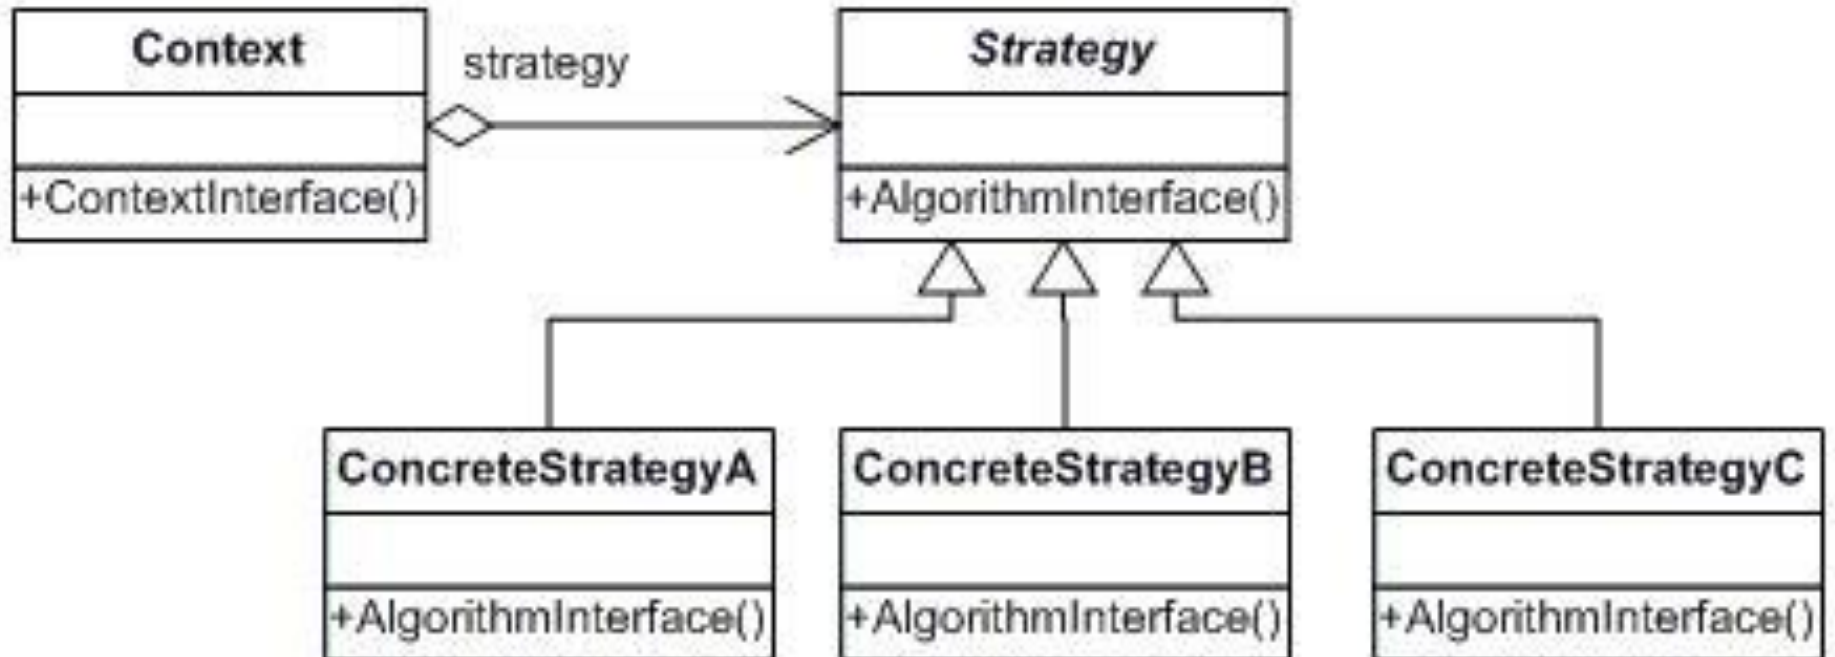 Context
strategy
Strategy
+ContextInterface()
+AlgorithmInterface()
ConcreteStrategyA
ConcreteStrategyB
ConcreteStrategyC
+AlgorithmInterface()
+AlgorithmInterface()
+AlgorithmInterface()